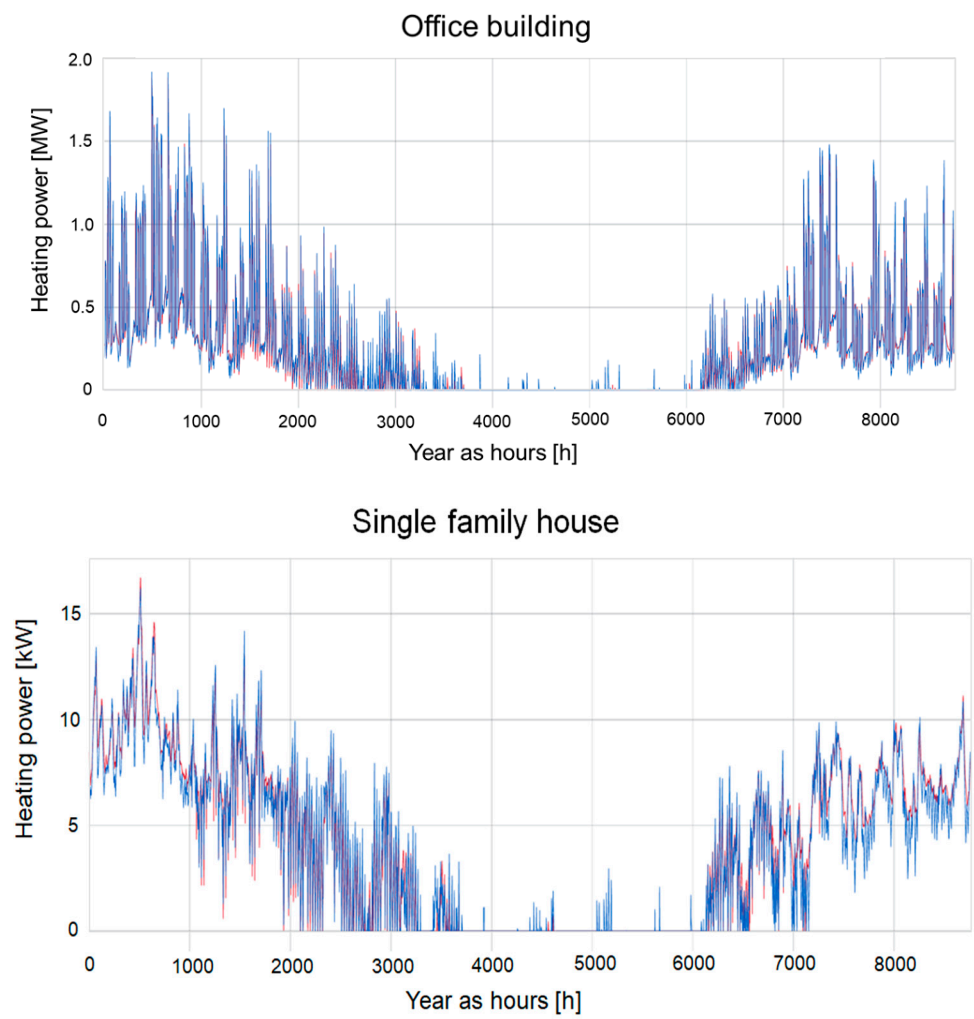 Office building
Heating power [MW]
2.0
1.5
1.0
0.5
0
0 1000 2000 3000 4000 5000 6000 7000 8000
Year as hours [h]
Single family house
Heating power [kW]
15
10
5
0
0 1000 2000 3000 4000 5000 6000 7000 8000
Year as hours [h]